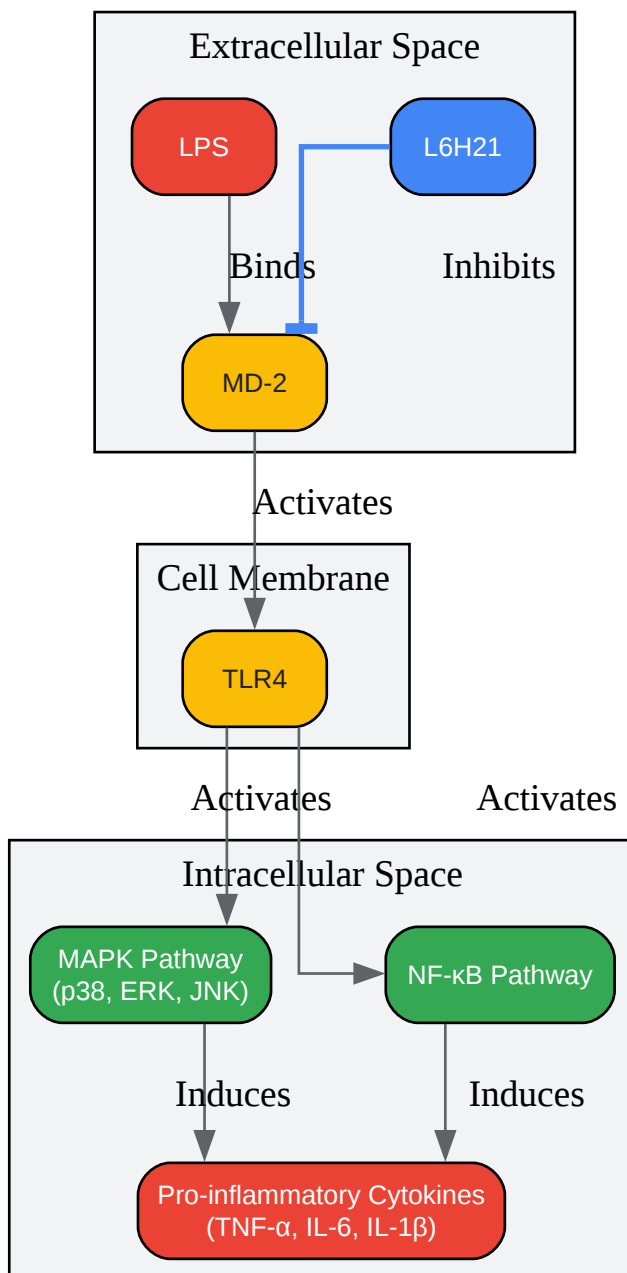 Extracellular Space
LPS
L6H21
Binds
Inhibits
MD-2
Activates
Cell Membrane
TLR4
Activates
Activates
Intracellular Space
MAPK Pathway
(p38, ERK, JNK)
NF-κB Pathway
Induces
Induces
Pro-inflammatory Cytokines
(TNF-α, IL-6, IL-1β)